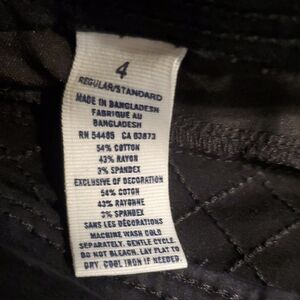 4
REGULAR/STANDARD
MADE IN BANGLADESH
FABRIQUE AU
BANGLADESH
RN 54485 CA 03873
54% COTTON
43% RAYON
3% SPANDEX
EXCLUSIVE OF DECORATION
54% COTON
43% RAYONNE
3% SPANDEX
SANS LES DÉCORATIONS
MACHINE WASH COLD
SEPARATELY, GENTLE CYCLE.
DO NOT BLEACH. LAY FLAT TO
DRY. COOL IRON IF NEEDED.